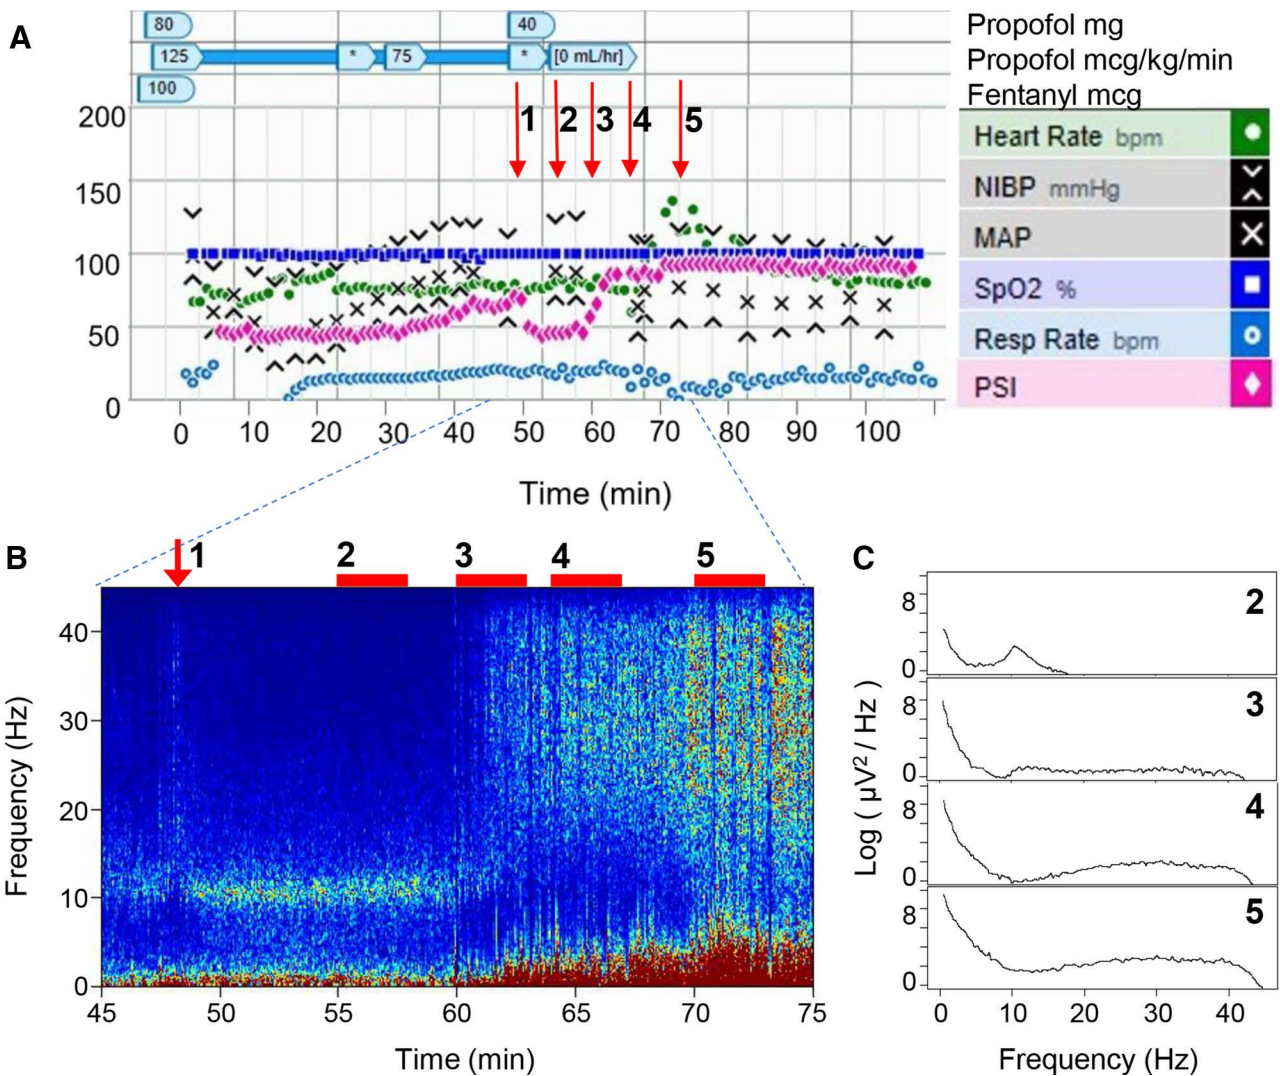 A
80
40
Propofol mg
125
*
75
*
[0 mL/hr]
Propofol mcg/kg/min
100
Fentanyl mcg
200
150
100
50
0
1
2
3
4
5
Heart Rate bpm
NIBP mmHg
MAP
SpO2 %
Resp Rate bpm
PSI
0 10 20 30 40 50 60 70 80 90 100
Time (min)
B
1
2
3
4
5
Frequency (Hz)
40
30
20
10
0
45 50 55 60 65 70 75
Time (min)
C
Log ( µV² / Hz )
8
0
2
8
0
3
8
0
4
8
0
5
0 10 20 30 40
Frequency (Hz)